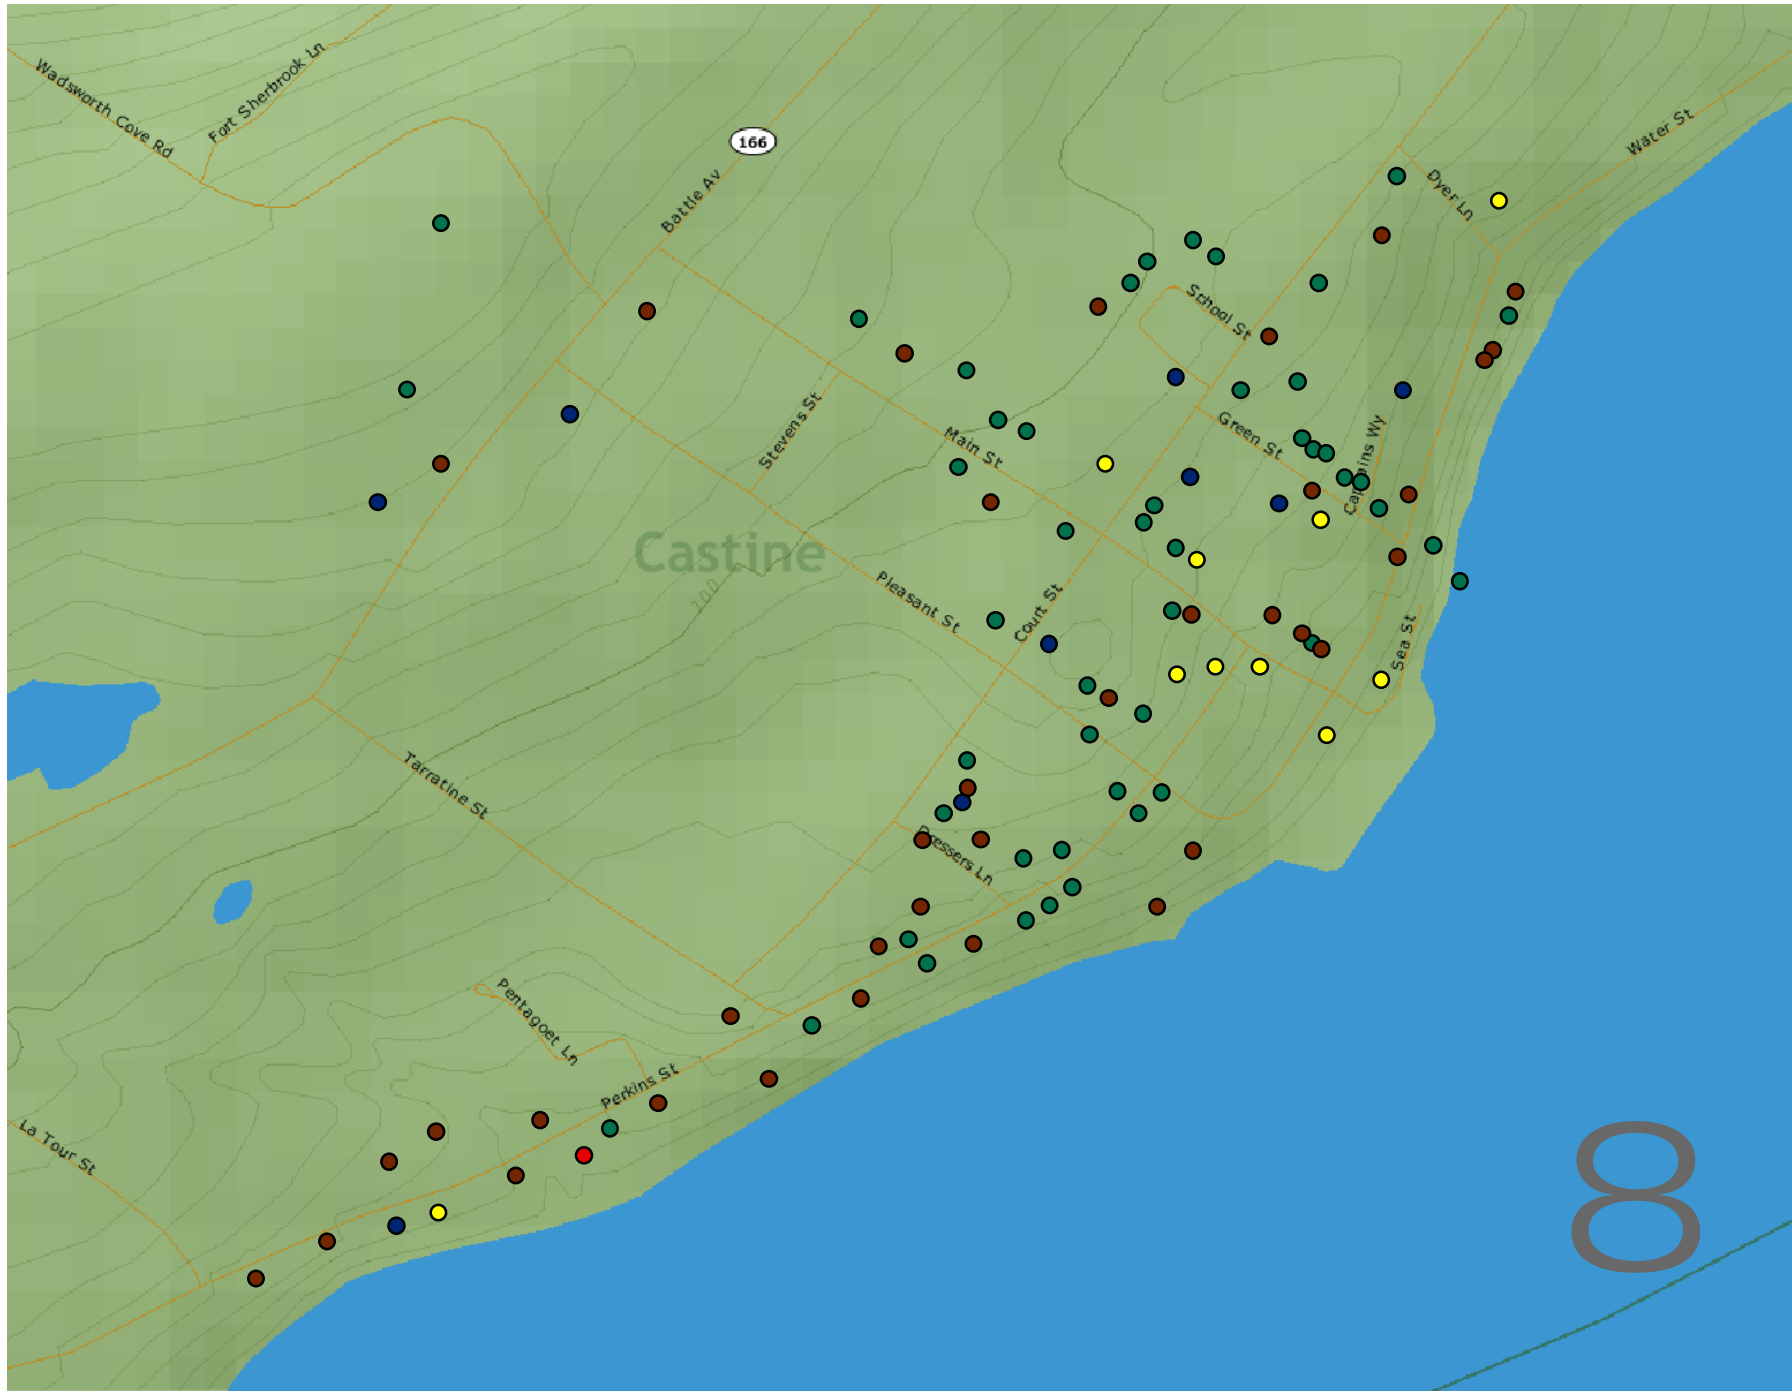 Wadsworth Cove Rd
Fort Sherbrook Ln
166
Battle Av
Water St
Dyer Ln
School St
Stevens St
Main St
Green St
Captains Wy
Castine
200
Pleasant St
Court St
Sea St
Tarratine St
Dressers Ln
Pentagoet Ln
Perkins St
La Tour St
8